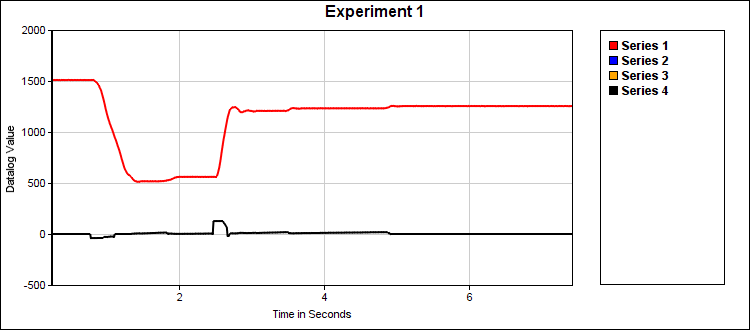 Experiment 1
2000
1500
1000
500
0
-500
Datalog Value
2
4
6
Time in Seconds
Series 1
Series 2
Series 3
Series 4